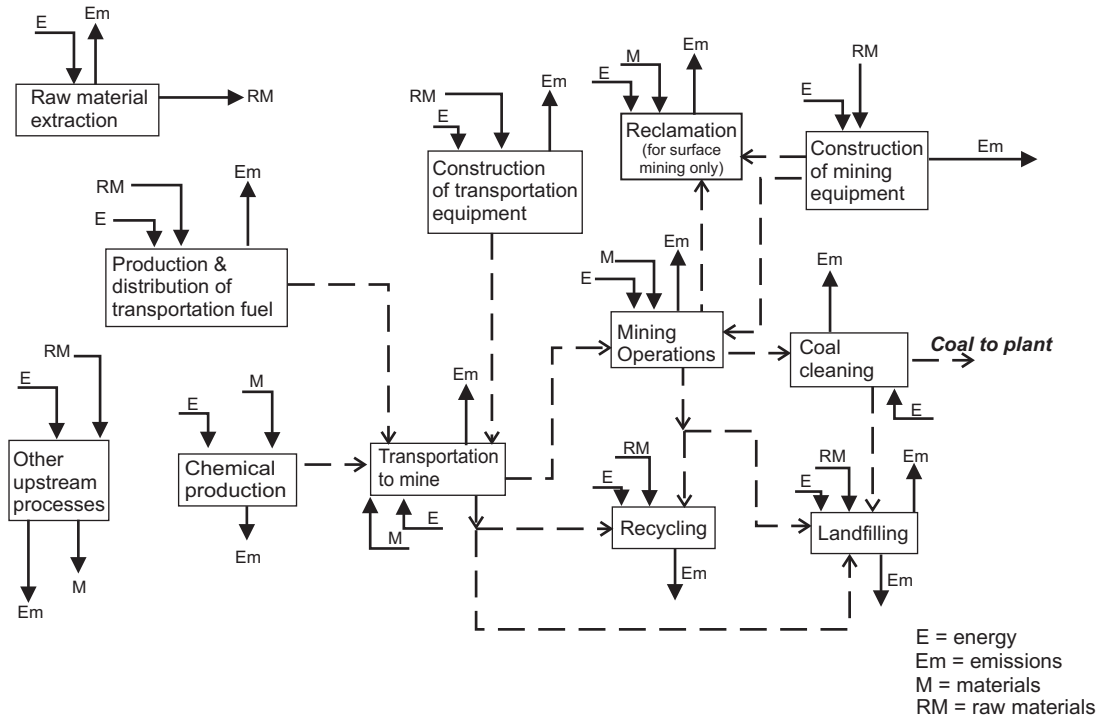 E
Em
Raw material
extraction
RM
RM
E
Em
Construction
of transportation
equipment
E
M
Em
Reclamation
(for surface
mining only)
RM
E
Construction
of mining
equipment
Em
RM
E
Em
Production &
distribution of
transportation fuel
M
E
Em
Mining
Operations
Em
Coal
cleaning
E
Coal to plant
RM
E
Other
upstream
processes
Em
M
E
M
Chemical
production
Em
Em
Transportation
to mine
M
E
RM
E
Recycling
Em
RM
E
Em
Landfilling
Em
E = energy
Em = emissions
M = materials
RM = raw materials